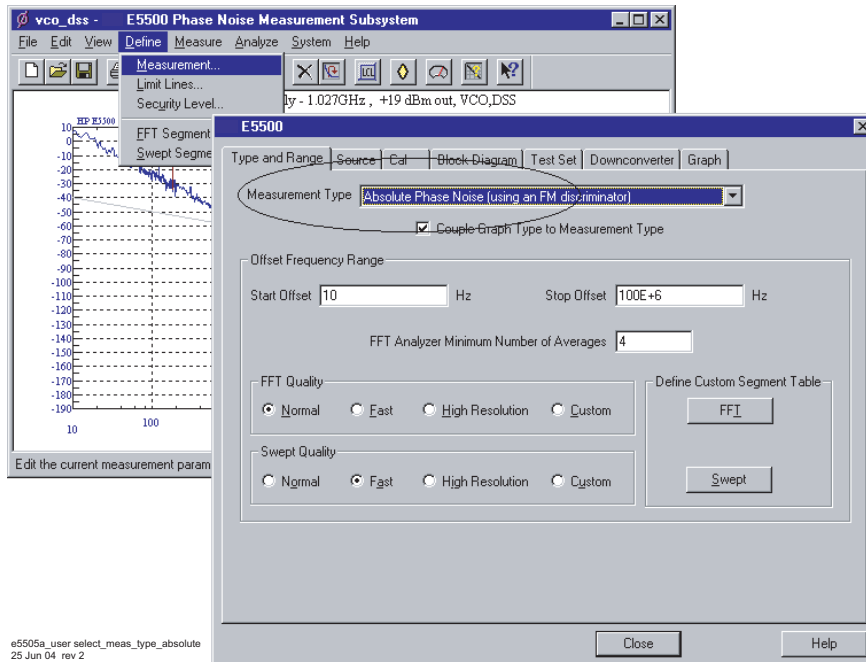 vco_dss - E5500 Phase Noise Measurement Subsystem
File Edit View Define Measure Analyze System Help
Measurement...
Limit Lines...
Security Level...
FFT Segment
Swept Segme
ly - 1.027GHz , +19 dBm out, VCO,DSS
HP E5500
10
0
-10
-20
-30
-40
-50
-60
-70
-80
-90
-100
-110
-120
-130
-140
-150
-160
-170
-180
-190
10
100
Edit the current measurement param
E5500
Type and Range Source Cal Block Diagram Test Set Downconverter Graph
Measurement Type Absolute Phase Noise (using an FM discriminator)
Couple Graph Type to Measurement Type
Offset Frequency Range
Start Offset 10 Hz Stop Offset 100E+6 Hz
FFT Analyzer Minimum Number of Averages 4
FFT Quality
Normal Fast High Resolution Custom
Swept Quality
Normal Fast High Resolution Custom
Define Custom Segment Table
FFT
Swept
Close Help
e5505a_user select_meas_type_absolute
25 Jun 04 rev 2